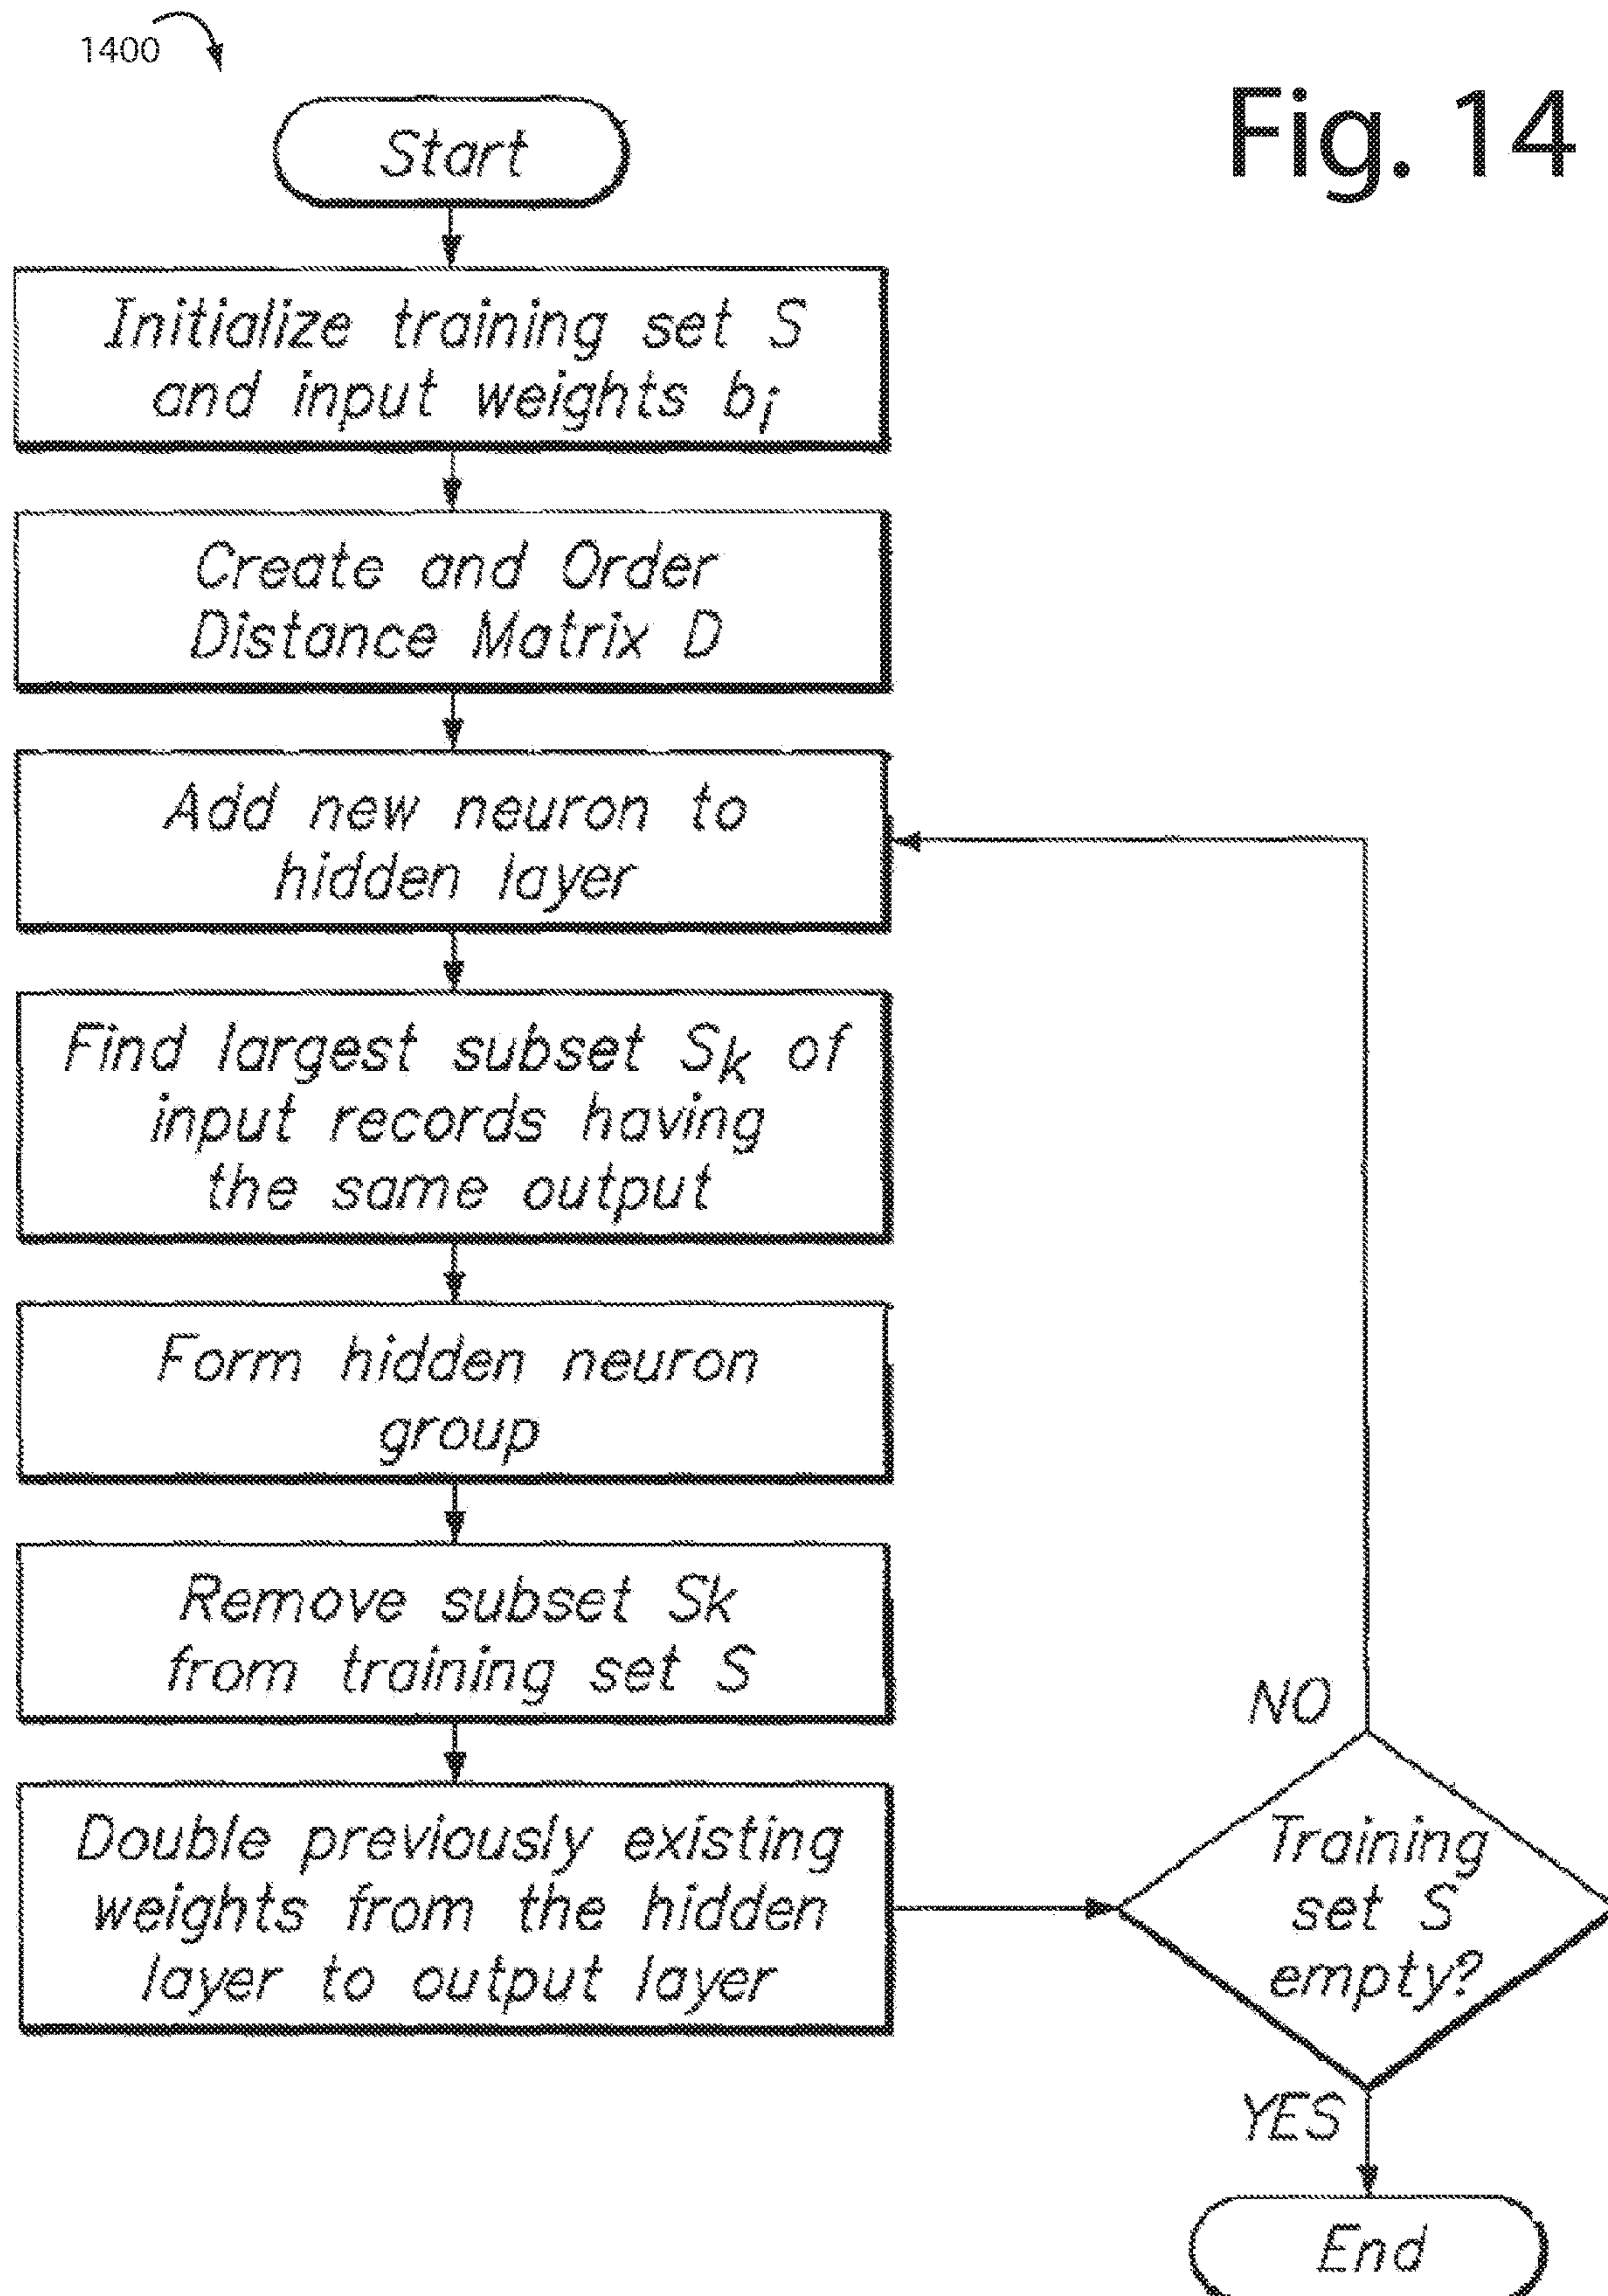 1400
Fig. 14
Start
Initialize training set S
and input weights bi
Create and Order
Distance Matrix D
Add new neuron to
hidden layer
Find largest subset Sk of
input records having
the same output
Form hidden neuron
group
Remove subset Sk
from training set S
Double previously existing
weights from the hidden
layer to output layer
NO
Training
set S
empty?
YES
End